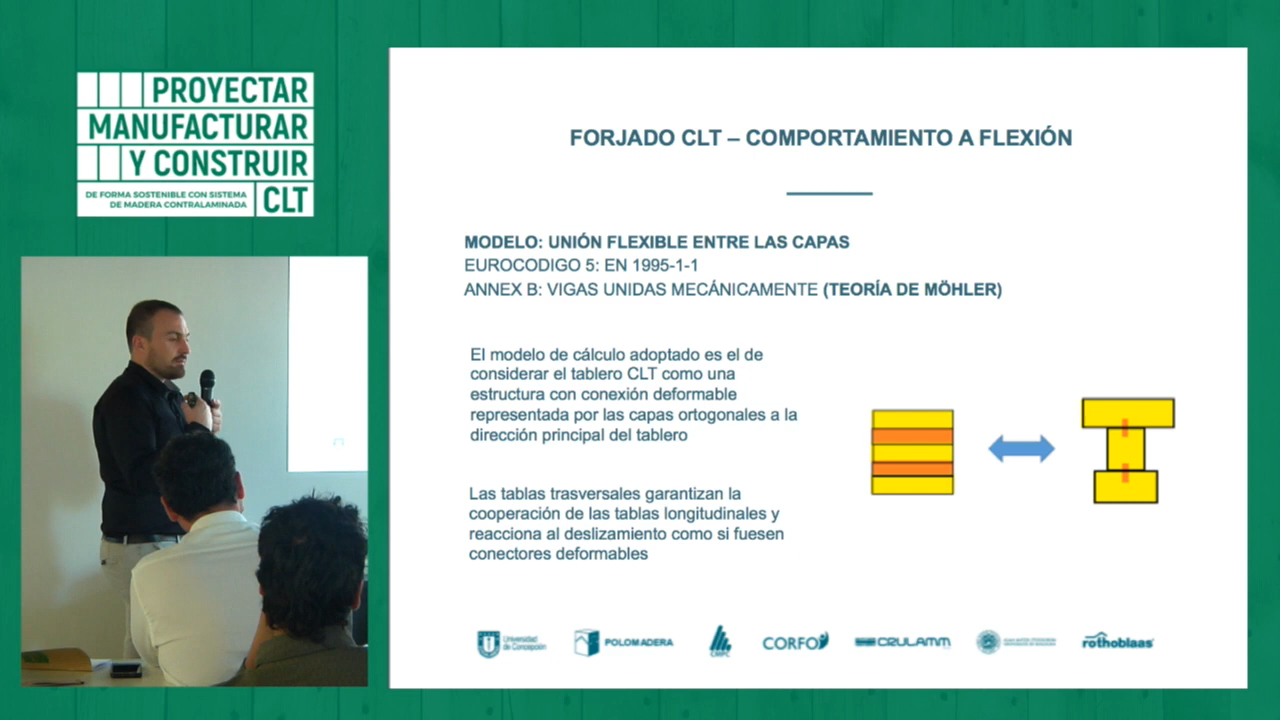 PROYECTAR
MANUFACTURAR
Y CONSTRUIR
DE FORMA SOSTENIBLE CON SISTEMA
DE MADERA CONTRALAMINADA
CLT
FORJADO CLT – COMPORTAMIENTO A FLEXIÓN
MODELO: UNIÓN FLEXIBLE ENTRE LAS CAPAS
EUROCODIGO 5: EN 1995-1-1
ANNEX B: VIGAS UNIDAS MECÁNICAMENTE (TEORÍA DE MÖHLER)
El modelo de cálculo adoptado es el de
considerar el tablero CLT como una
estructura con conexión deformable
representada por las capas ortogonales a la
dirección principal del tablero
Las tablas trasversales garantizan la
cooperación de las tablas longitudinales y
reacciona al deslizamiento como si fuesen
conectores deformables
Universidad
de Concepción
POLOMADERA
CMPC
CORFO
CRULAMM
rothoblaas